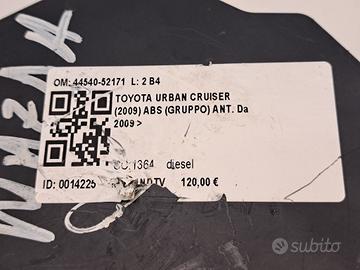 OM: 44540-52171 L: 2 B4
TOYOTA URBAN CRUISER
(2009) ABS (GRUPPO) ANT. Da
2009 >
1364 diesel
ID: 0014225 120,00 €
subito